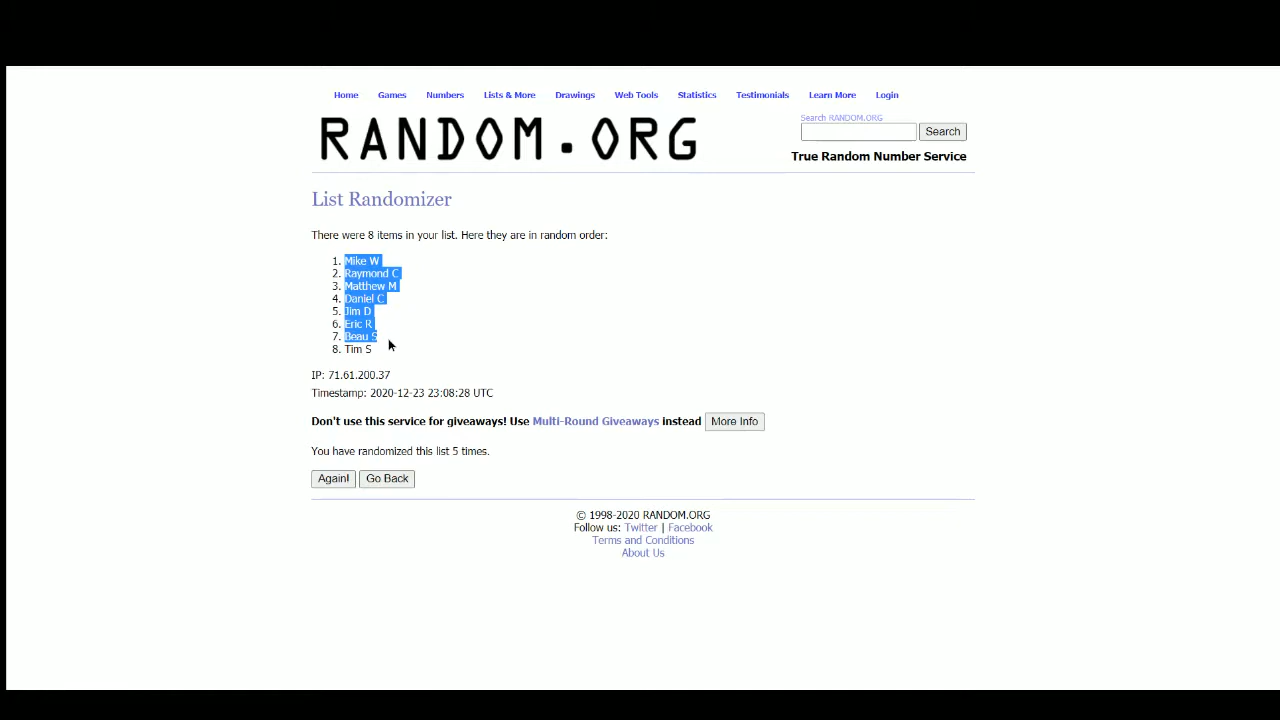 Home Games Numbers Lists & More Drawings Web Tools Statistics Testimonials Learn More Login
RANDOM.ORG
Search RANDOM.ORG
Search
True Random Number Service
List Randomizer
There were 8 items in your list. Here they are in random order:
1. Mike W
2. Raymond C
3. Matthew M
4. Daniel C
5. Jim D
6. Eric R
7. Beau S
8. Tim S
IP: 71.61.200.37
Timestamp: 2020-12-23 23:08:28 UTC
Don't use this service for giveaways! Use Multi-Round Giveaways instead More Info
You have randomized this list 5 times.
Again! Go Back
© 1998-2020 RANDOM.ORG
Follow us: Twitter | Facebook
Terms and Conditions
About Us